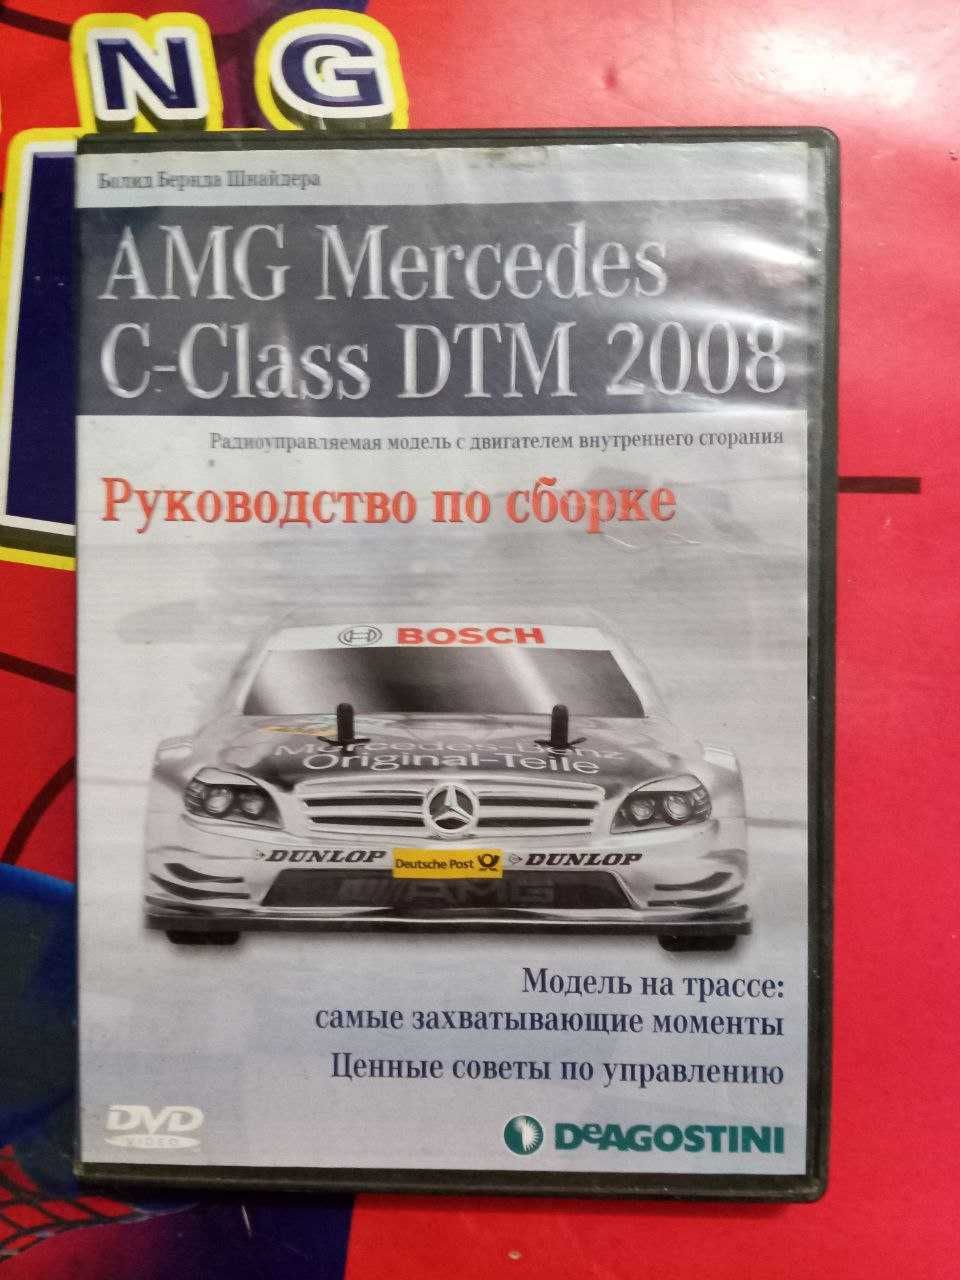 NG
Болид Бернда Шнайдера
AMG Mercedes
C-Class DTM 2008
Радиоуправляемая модель с двигателем внутреннего сгорания
Руководство по сборке
BOSCH
Mercedes-Benz
Original-Teile
DUNLOP Deutsche Post DUNLOP
AMG
Модель на трассе:
самые захватывающие моменты
Ценные советы по управлению
DVD
VIDEO
DeAGOSTINI